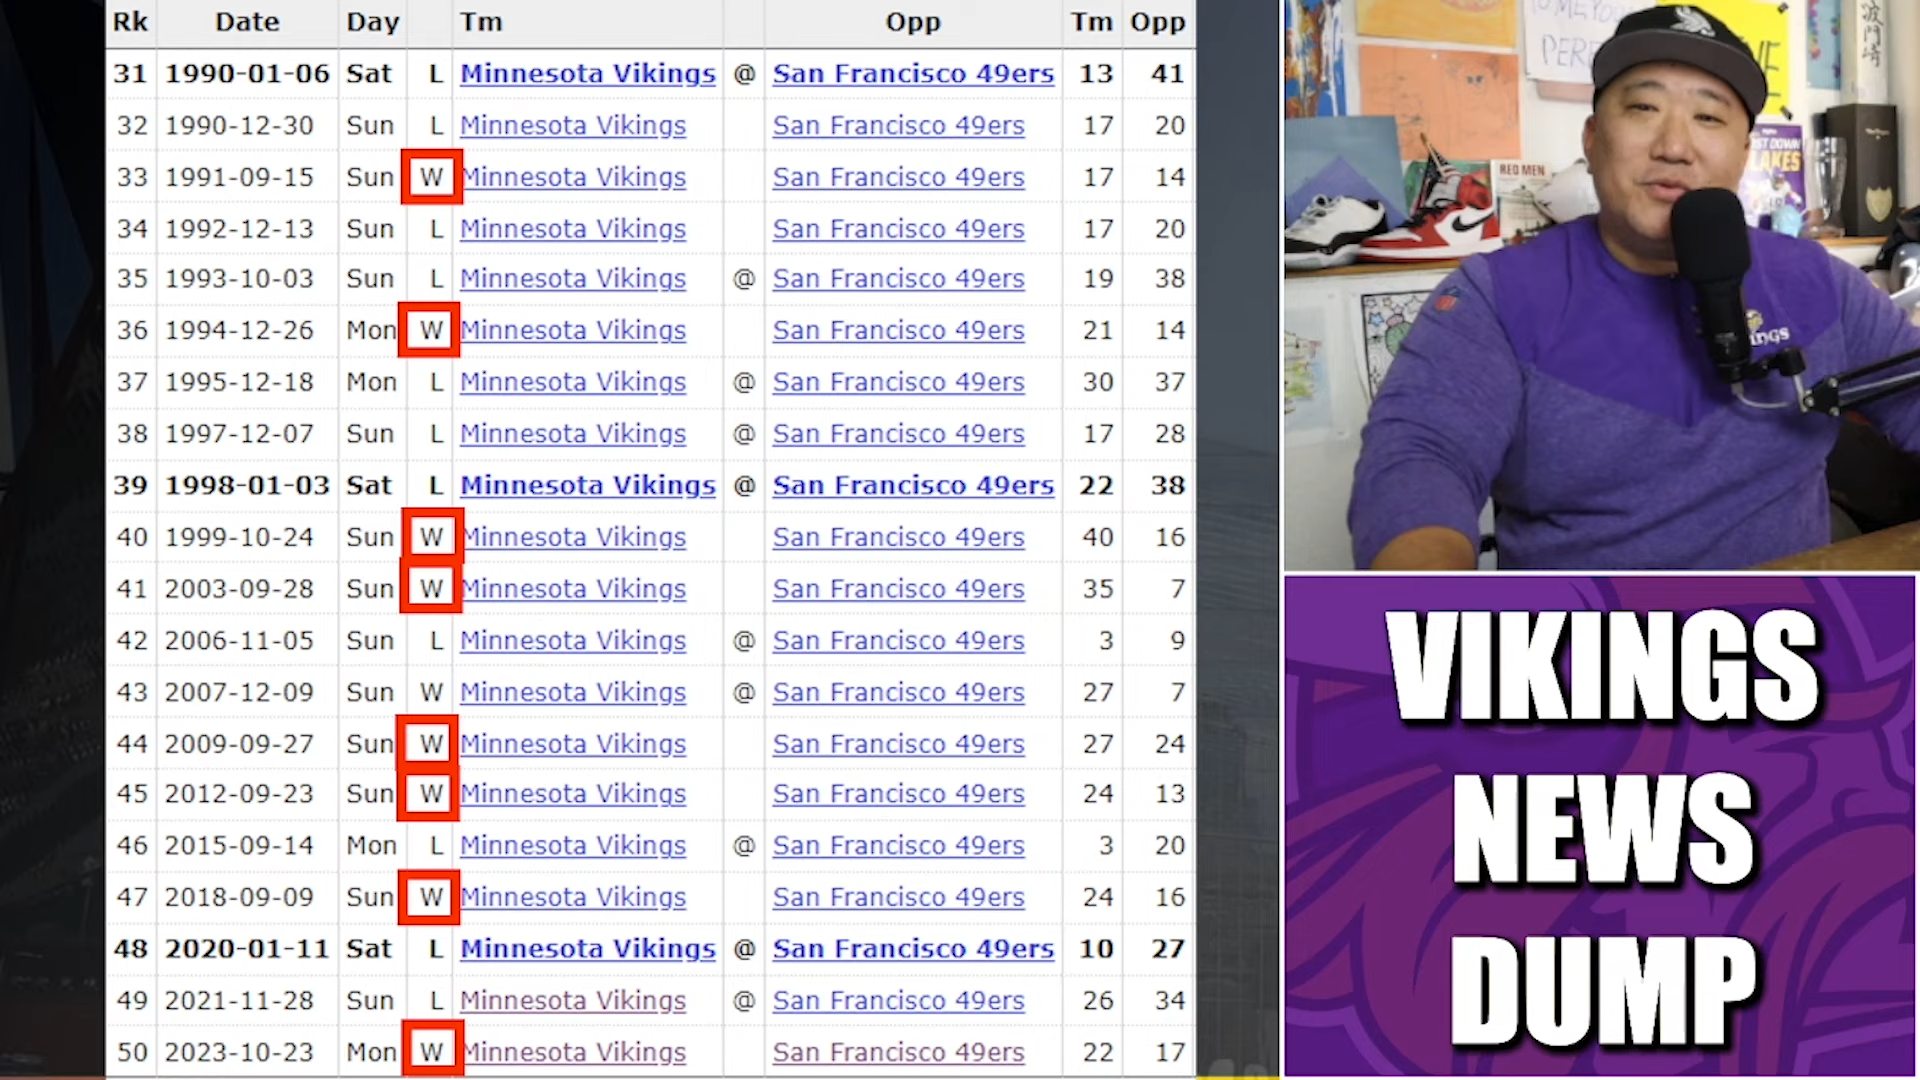 Rk Date Day Tm Opp Tm Opp
31 1990-01-06 Sat L Minnesota Vikings @ San Francisco 49ers 13 41
32 1990-12-30 Sun L Minnesota Vikings San Francisco 49ers 17 20
33 1991-09-15 Sun W Minnesota Vikings San Francisco 49ers 17 14
34 1992-12-13 Sun L Minnesota Vikings San Francisco 49ers 17 20
35 1993-10-03 Sun L Minnesota Vikings @ San Francisco 49ers 19 38
36 1994-12-26 Mon W Minnesota Vikings San Francisco 49ers 21 14
37 1995-12-18 Mon L Minnesota Vikings @ San Francisco 49ers 30 37
38 1997-12-07 Sun L Minnesota Vikings @ San Francisco 49ers 17 28
39 1998-01-03 Sat L Minnesota Vikings @ San Francisco 49ers 22 38
40 1999-10-24 Sun W Minnesota Vikings San Francisco 49ers 40 16
41 2003-09-28 Sun W Minnesota Vikings San Francisco 49ers 35 7
42 2006-11-05 Sun L Minnesota Vikings @ San Francisco 49ers 3 9
43 2007-12-09 Sun W Minnesota Vikings @ San Francisco 49ers 27 7
44 2009-09-27 Sun W Minnesota Vikings San Francisco 49ers 27 24
45 2012-09-23 Sun W Minnesota Vikings San Francisco 49ers 24 13
46 2015-09-14 Mon L Minnesota Vikings @ San Francisco 49ers 3 20
47 2018-09-09 Sun W Minnesota Vikings San Francisco 49ers 24 16
48 2020-01-11 Sat L Minnesota Vikings @ San Francisco 49ers 10 27
49 2021-11-28 Sun L Minnesota Vikings @ San Francisco 49ers 26 34
50 2023-10-23 Mon W Minnesota Vikings San Francisco 49ers 22 17
RED MEN
LAKES
VIKINGS
NEWS
DUMP